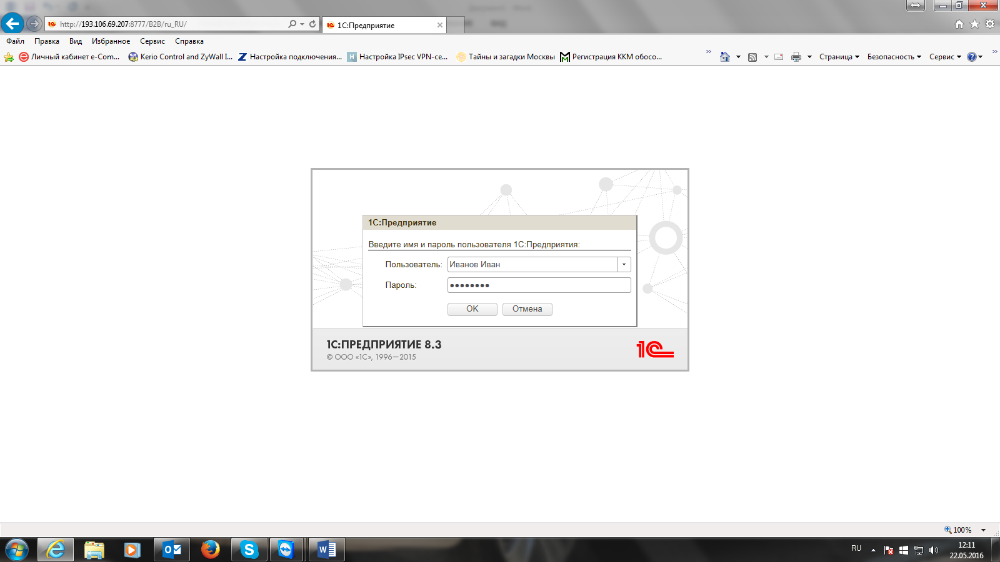 http://193.106.69.207:8777/B2B/ru_RU/
1С:Предприятие
Файл Правка Вид Избранное Сервис Справка
Личный кабинет e-Com... Kerio Control and ZyWall I... Настройка подключения... Настройка IPsec VPN-се... Тайны и загадки Москвы Регистрация ККМ обосо... Страница Безопасность Сервис
1С:Предприятие
Введите имя и пароль пользователя 1С:Предприятия:
Пользователь: Иванов Иван
Пароль: ●●●●●●●●
OK Отмена
1С:ПРЕДПРИЯТИЕ 8.3
© ООО «1С», 1996—2015
1С
100%
RU
12:11
22.05.2016